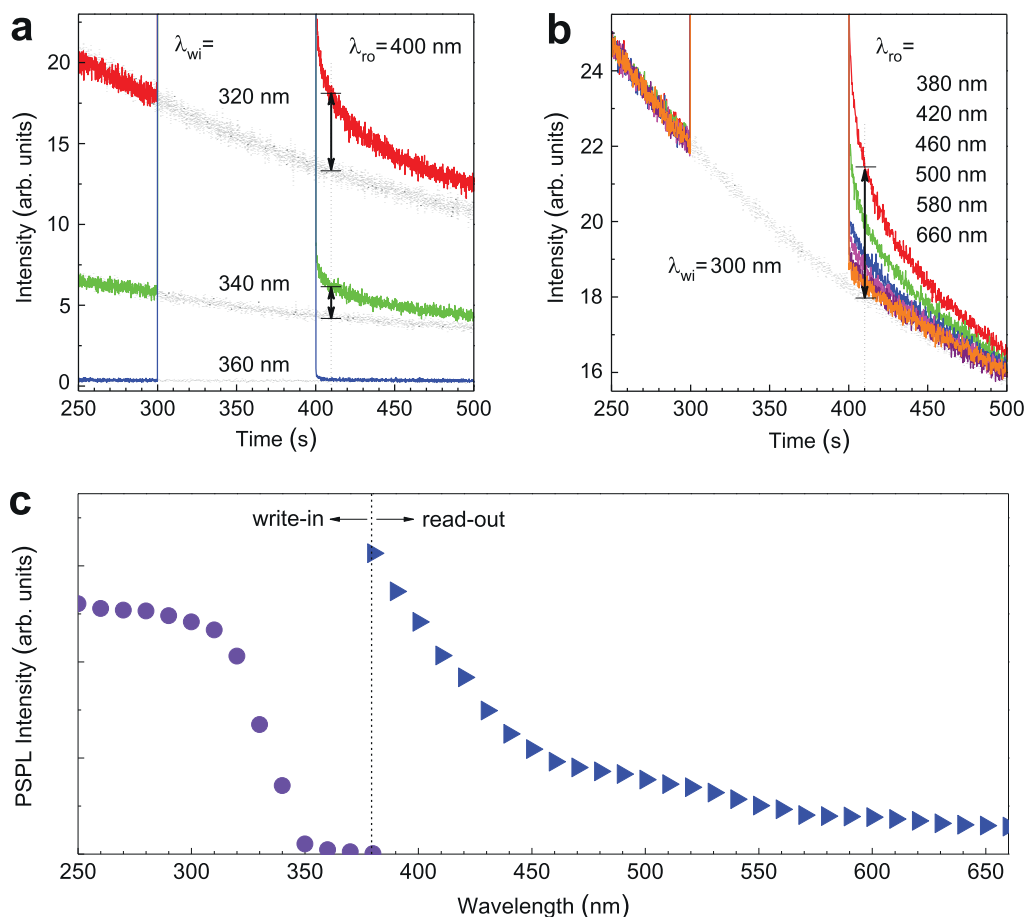 a
λwi=
λro= 400 nm
320 nm
340 nm
360 nm
20
15
10
5
0
Intensity (arb. units)
250 300 350 400 450 500
Time (s)
b
λro=
380 nm
420 nm
460 nm
500 nm
580 nm
660 nm
λwi= 300 nm
24
22
20
18
16
Intensity (arb. units)
250 300 350 400 450 500
Time (s)
c
write-in
read-out
PSPL Intensity (arb. units)
250 300 350 400 450 500 550 600 650
Wavelength (nm)